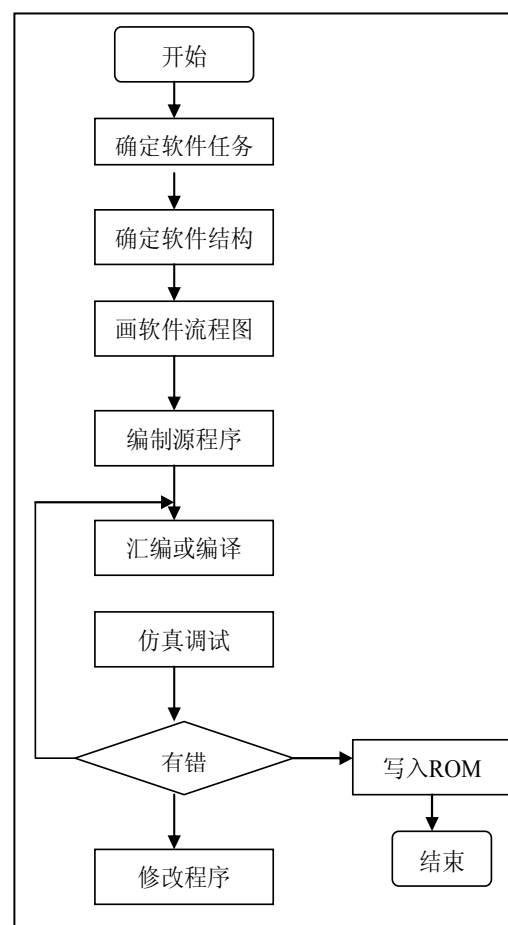 开始
确定软件任务
确定软件结构
画软件流程图
编制源程序
汇编或编译
仿真调试
有错
写入ROM
修改程序
结束